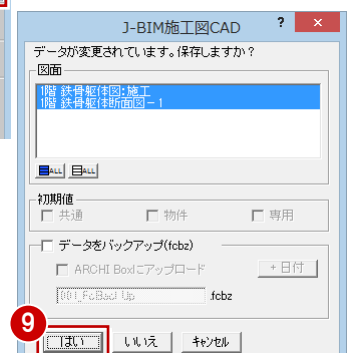 J-BIM施工図CAD
? ×
データが変更されています。保存しますか？
図面
1階 鉄骨躯体図:施工
1階 鉄骨躯体断面図－1
ALL ALL
初期値
共通 物件 専用
データをバックアップ(fcbz)
ARCHI Boxにアップロード +日付
.fcbz
9
はい いいえ キャンセル